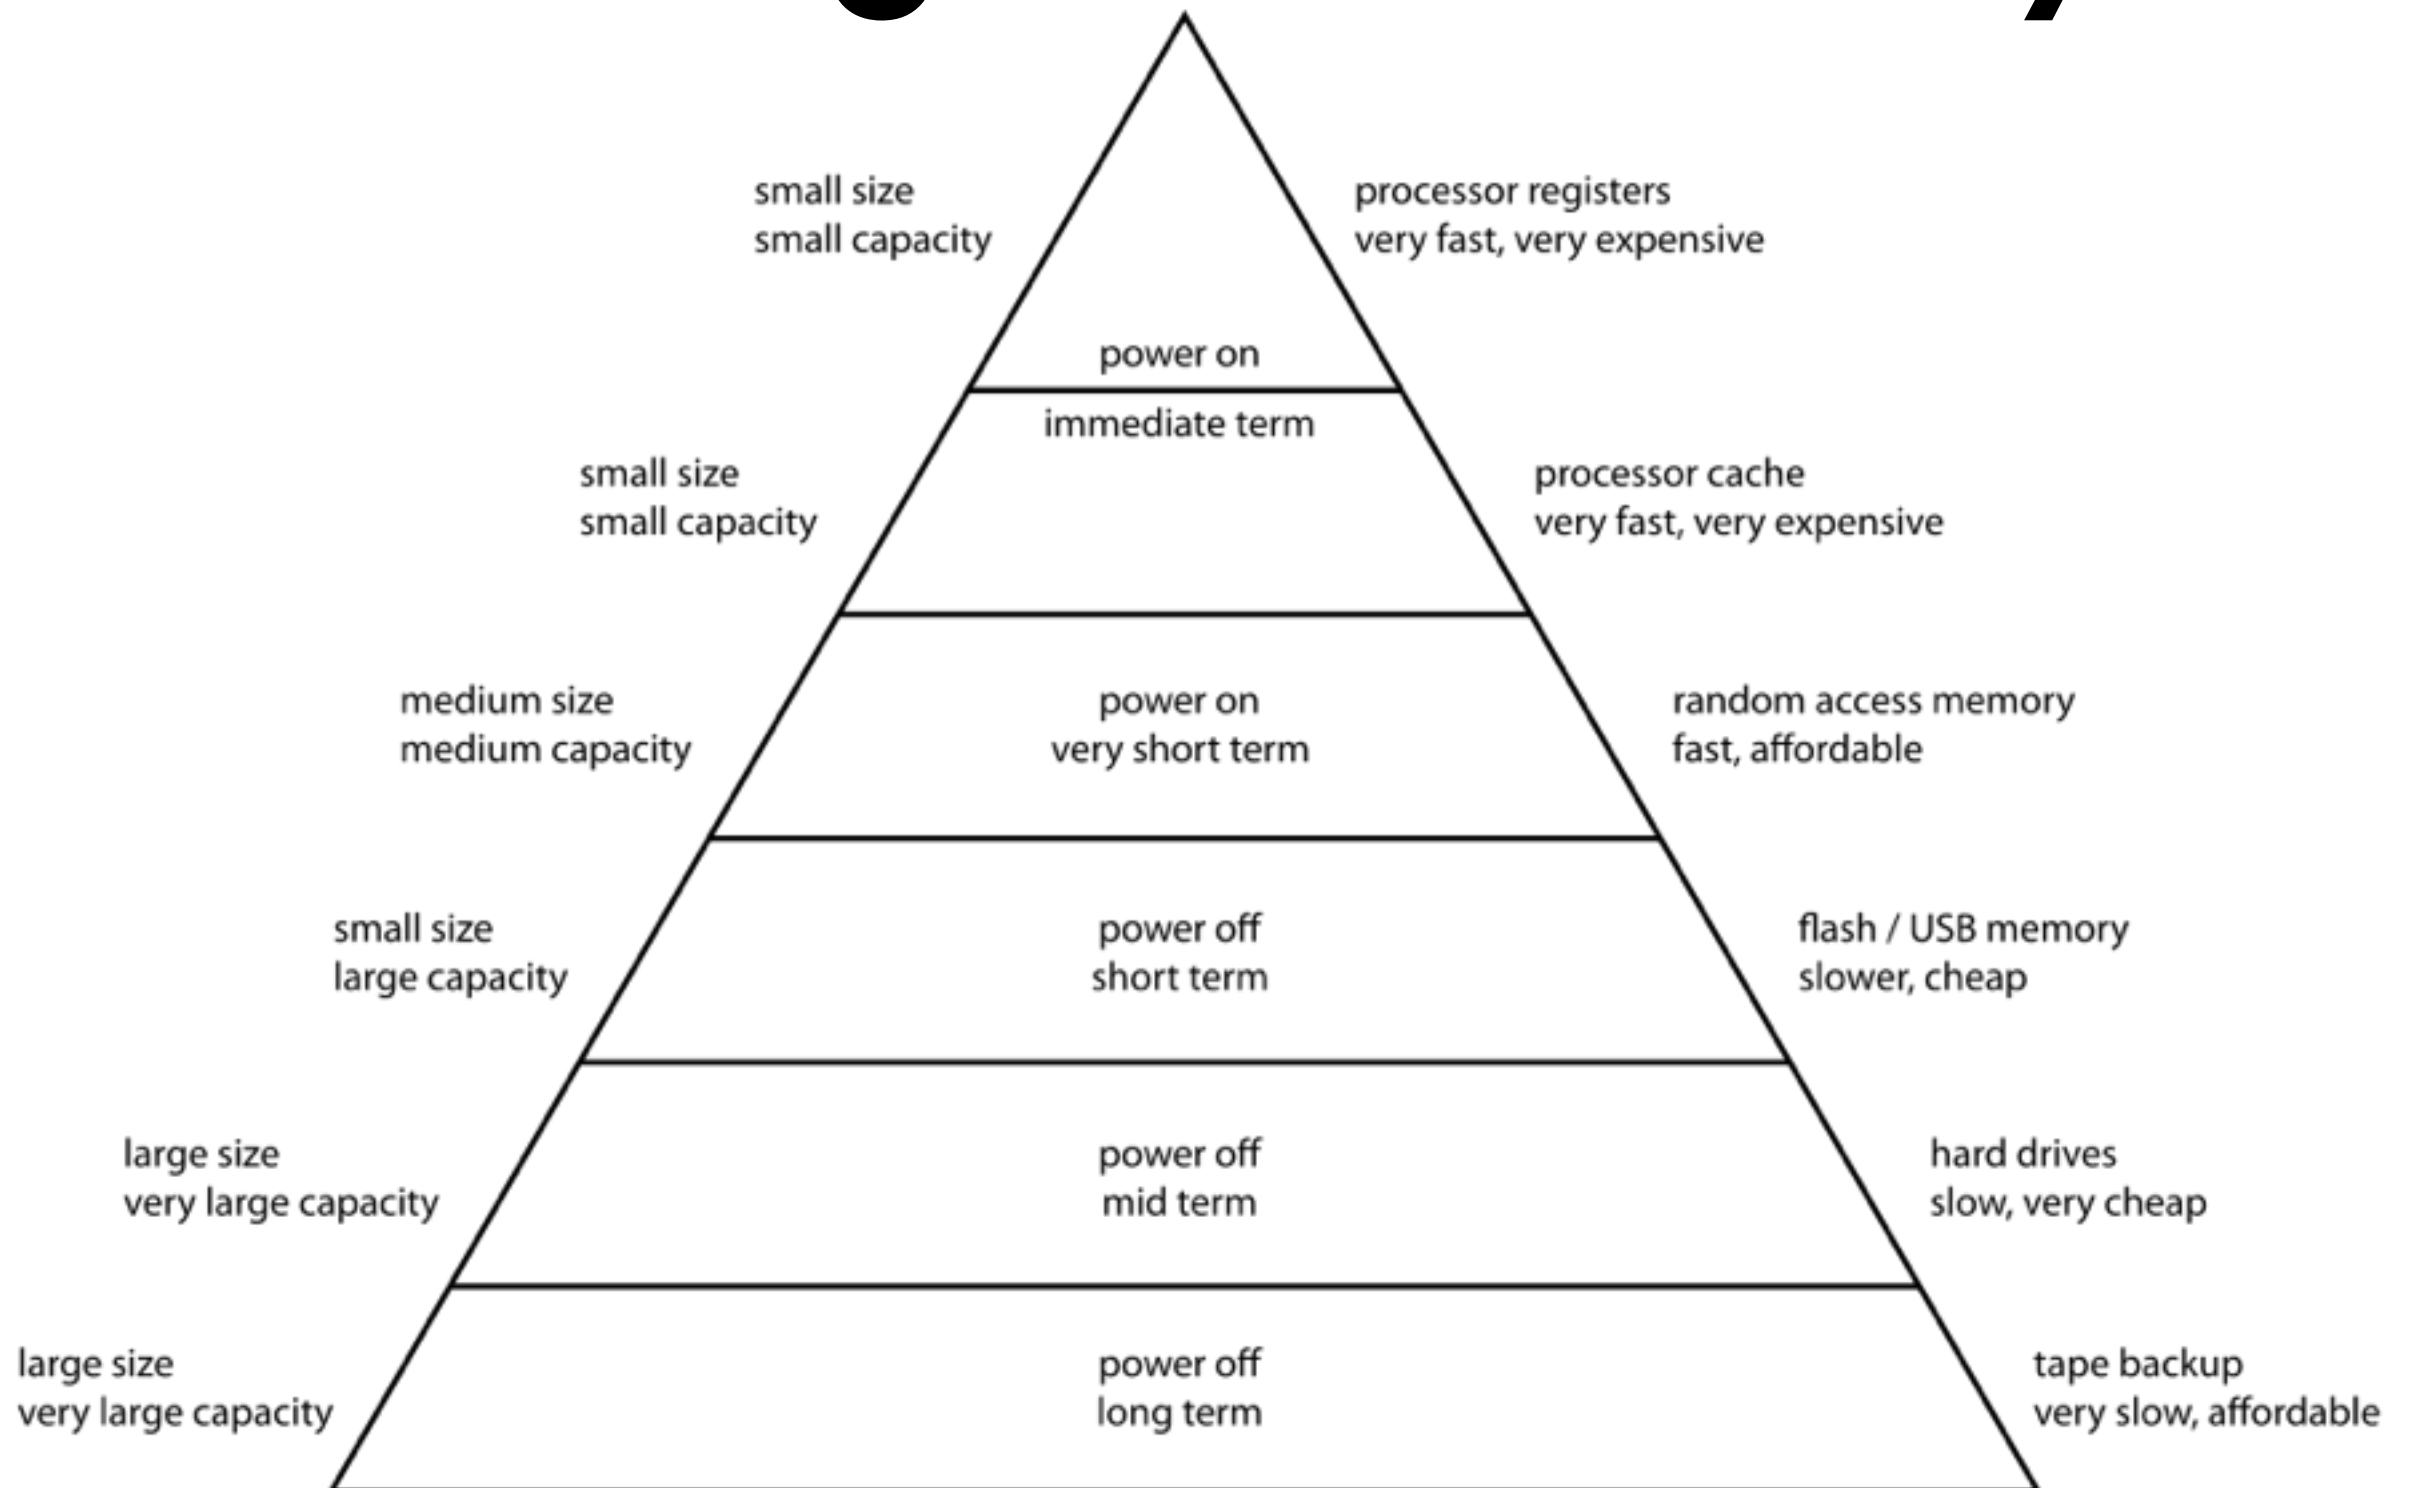 small size
small capacity
processor registers
very fast, very expensive
power on
immediate term
small size
small capacity
processor cache
very fast, very expensive
medium size
medium capacity
power on
very short term
random access memory
fast, affordable
small size
large capacity
power off
short term
flash / USB memory
slower, cheap
large size
very large capacity
power off
mid term
hard drives
slow, very cheap
large size
very large capacity
power off
long term
tape backup
very slow, affordable